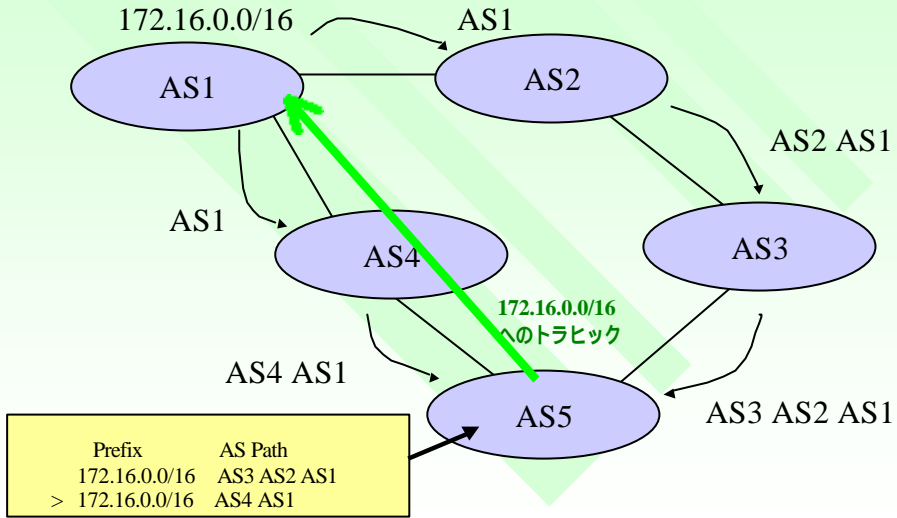 172.16.0.0/16
AS1
AS1
AS2
AS2 AS1
AS1
AS4
AS3
172.16.0.0/16
へのトラヒック
AS4 AS1
AS5
AS3 AS2 AS1
Prefix AS Path
172.16.0.0/16 AS3 AS2 AS1
> 172.16.0.0/16 AS4 AS1